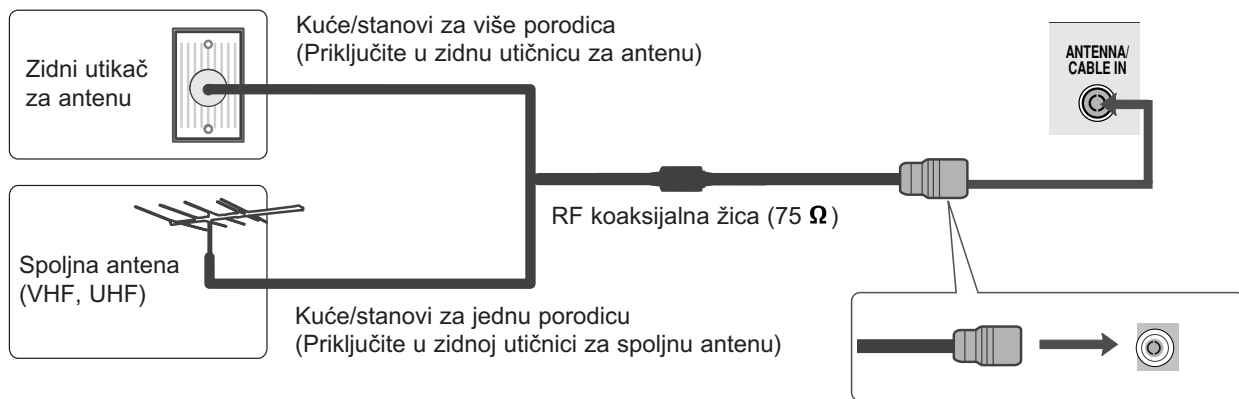 Kuće/stanovi za više porodica
(Priključite u zidnu utičnicu za antenu)
Zidni utikač
za antenu
ANTENNA/
CABLE IN
RF koaksijalna žica (75 Ω)
Spoljna antena
(VHF, UHF)
Kuće/stanovi za jednu porodicu
(Priključite u zidnoj utičnici za spoljnu antenu)